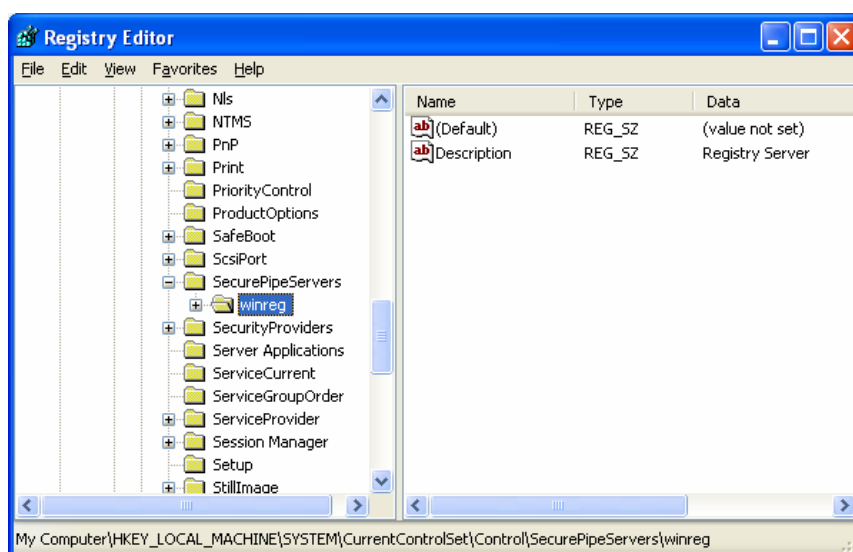 Registry Editor
File Edit View Favorites Help
Nls
NTMS
PnP
Print
PriorityControl
ProductOptions
SafeBoot
ScsiPort
SecurePipeServers
winreg
SecurityProviders
Server Applications
ServiceCurrent
ServiceGroupOrder
ServiceProvider
Session Manager
Setup
StillImage
Name Type Data
ab (Default) REG_SZ (value not set)
ab Description REG_SZ Registry Server
My Computer\HKEY_LOCAL_MACHINE\SYSTEM\CurrentControlSet\Control\SecurePipeServers\winreg